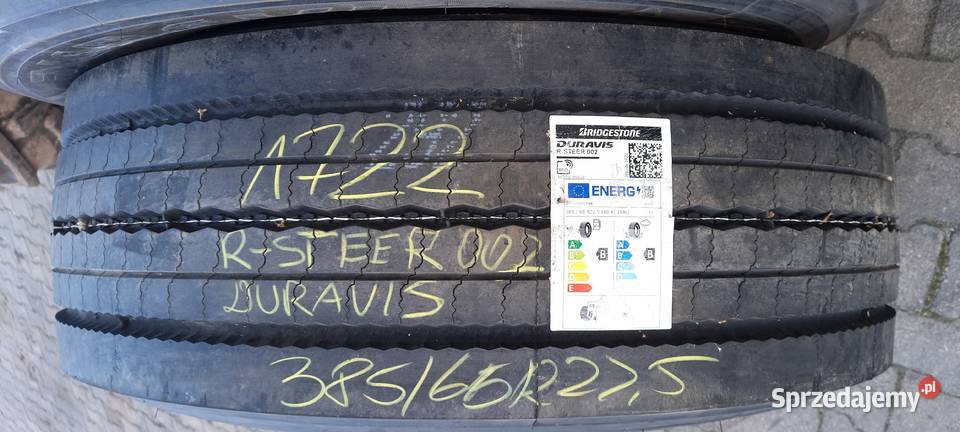 1722
R-STEER 002
DURAVIS
385/65R22,5
BRIDGESTONE
DURAVIS
R-STEER 002
ENERG
A
B
C
D
E
B
A
B
C
D
B
Sprzedajemy.pl